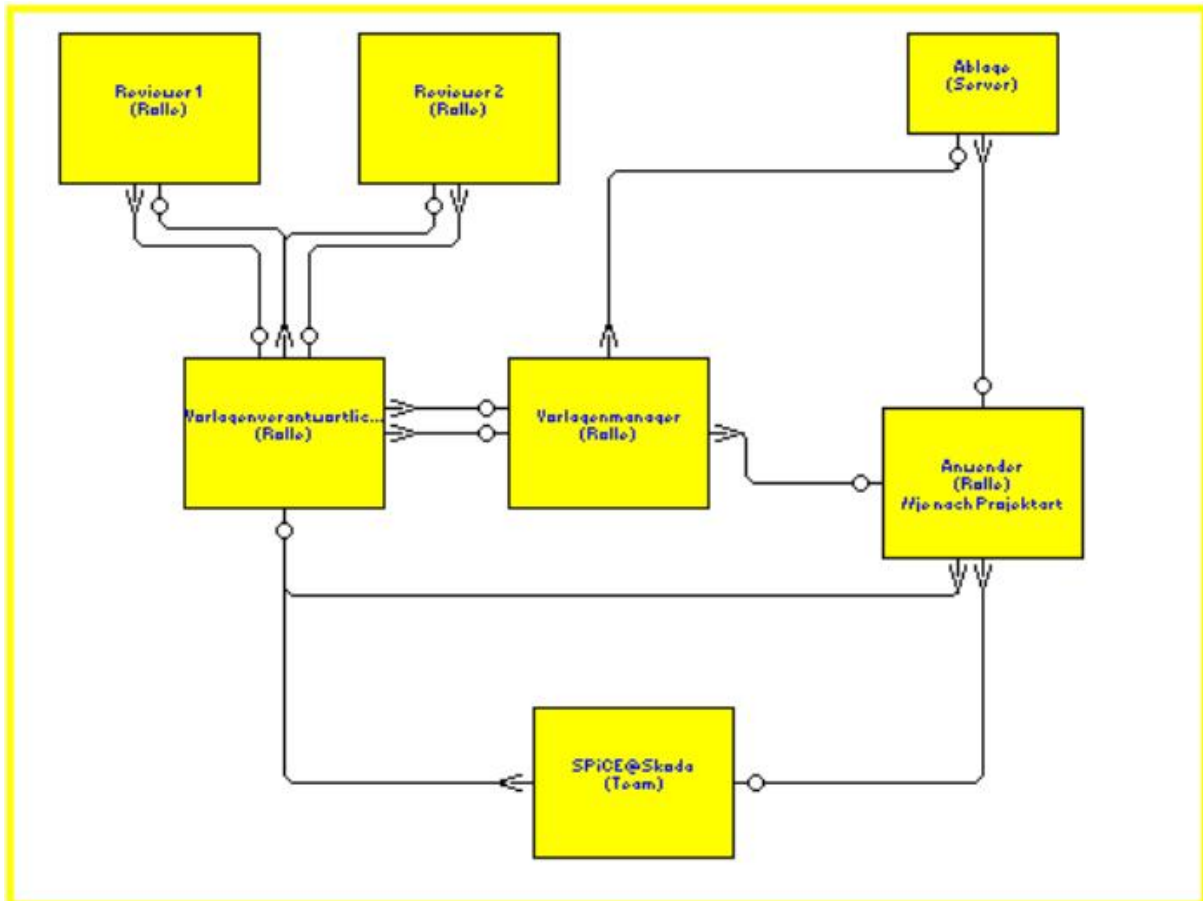 Reviewer 1
(Rolle)
Reviewer 2
(Rolle)
Ablage
(Server)
Vorlagenverantwortlic...
(Rolle)
Vorlagenmanager
(Rolle)
Anwender
(Rolle)
//je nach Projektart
SPiCE@Skoda
(Team)